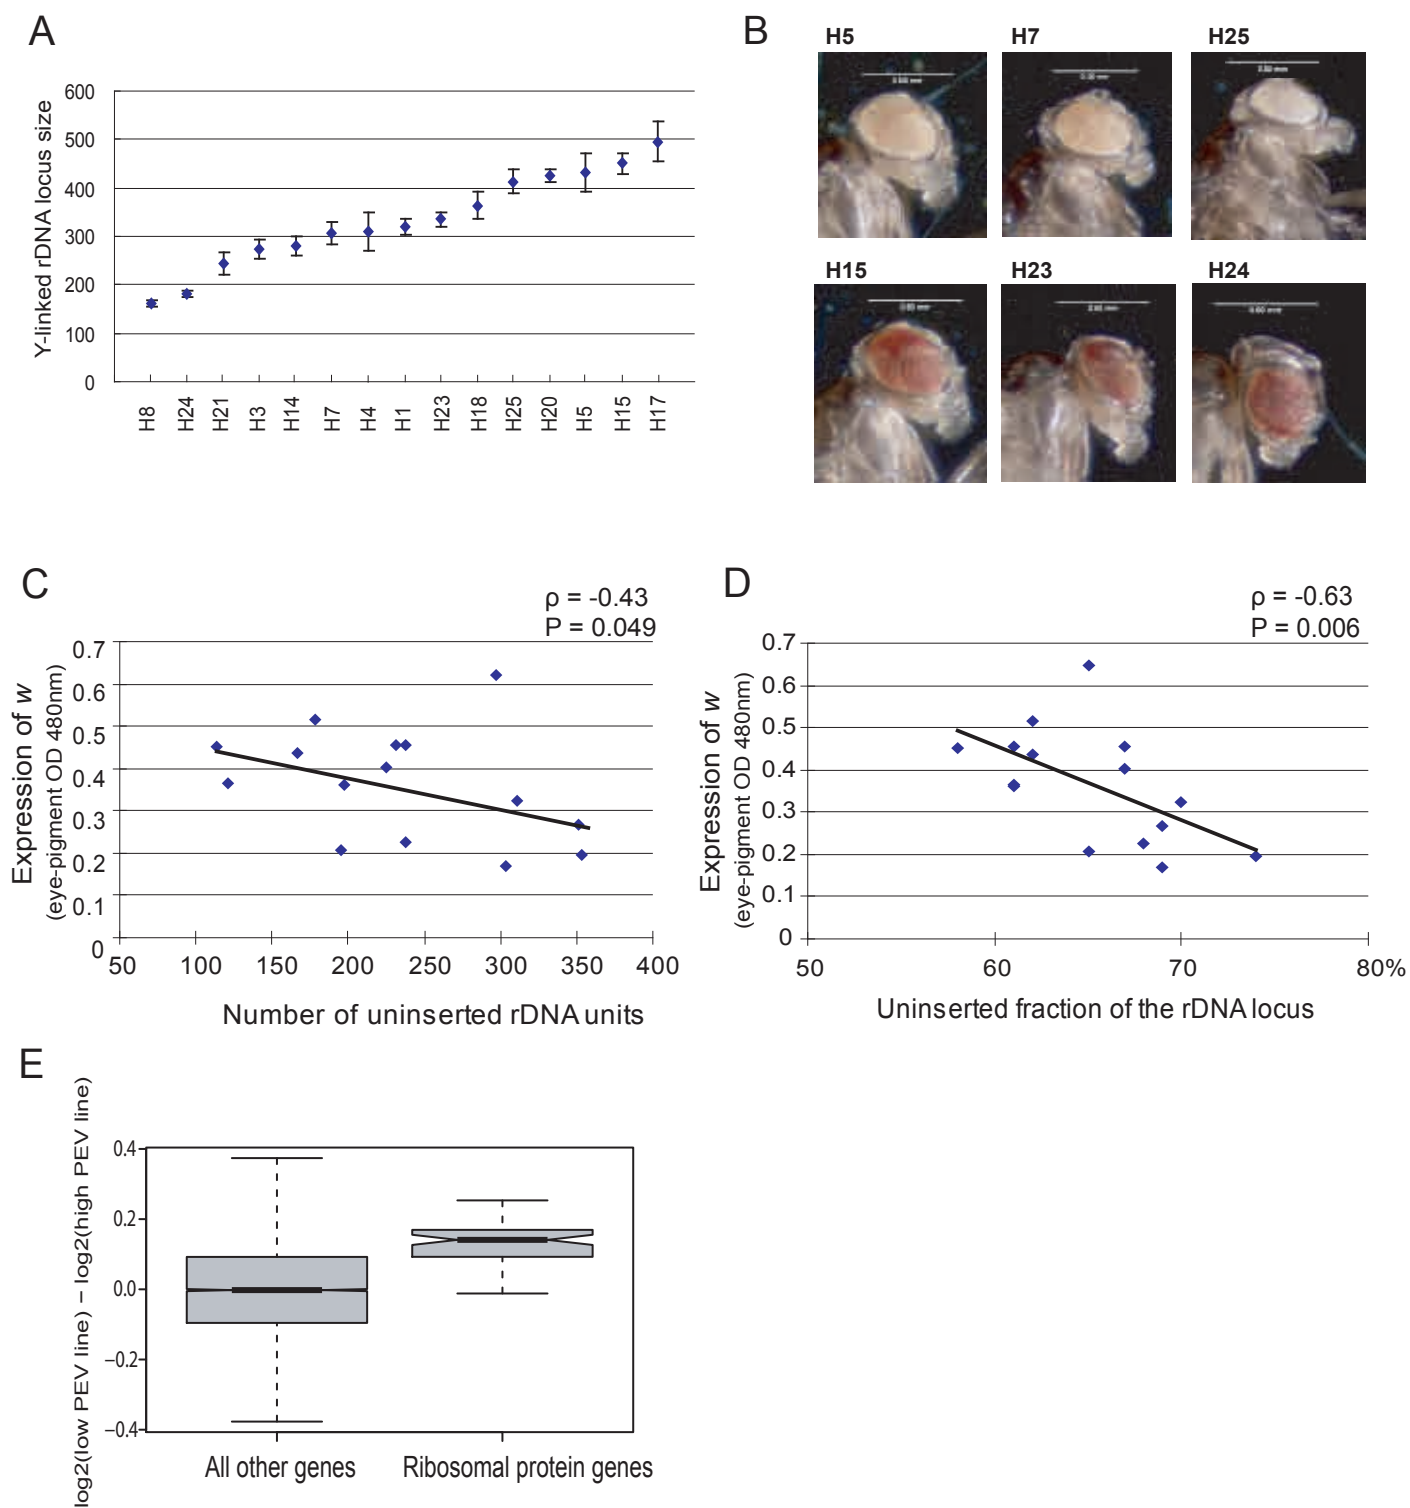 A
Y-linked rDNA locus size
600
500
400
300
200
100
0
H8
H24
H21
H3
H14
H7
H4
H1
H23
H18
H25
H20
H5
H15
H17
B
H5
H7
H25
H15
H23
H24
C
ρ = -0.43
P = 0.049
Expression of w
(eye-pigment OD 480nm)
0.7
0.6
0.5
0.4
0.3
0.2
0.1
0
50 100 150 200 250 300 350 400
Number of uninserted rDNA units
D
ρ = -0.63
P = 0.006
Expression of w
(eye-pigment OD 480nm)
0.7
0.6
0.5
0.4
0.3
0.2
0.1
0
50 60 70 80%
Uninserted fraction of the rDNA locus
E
log2(low PEV line) − log2(high PEV line)
0.4
0.2
0.0
−0.2
−0.4
All other genes
Ribosomal protein genes